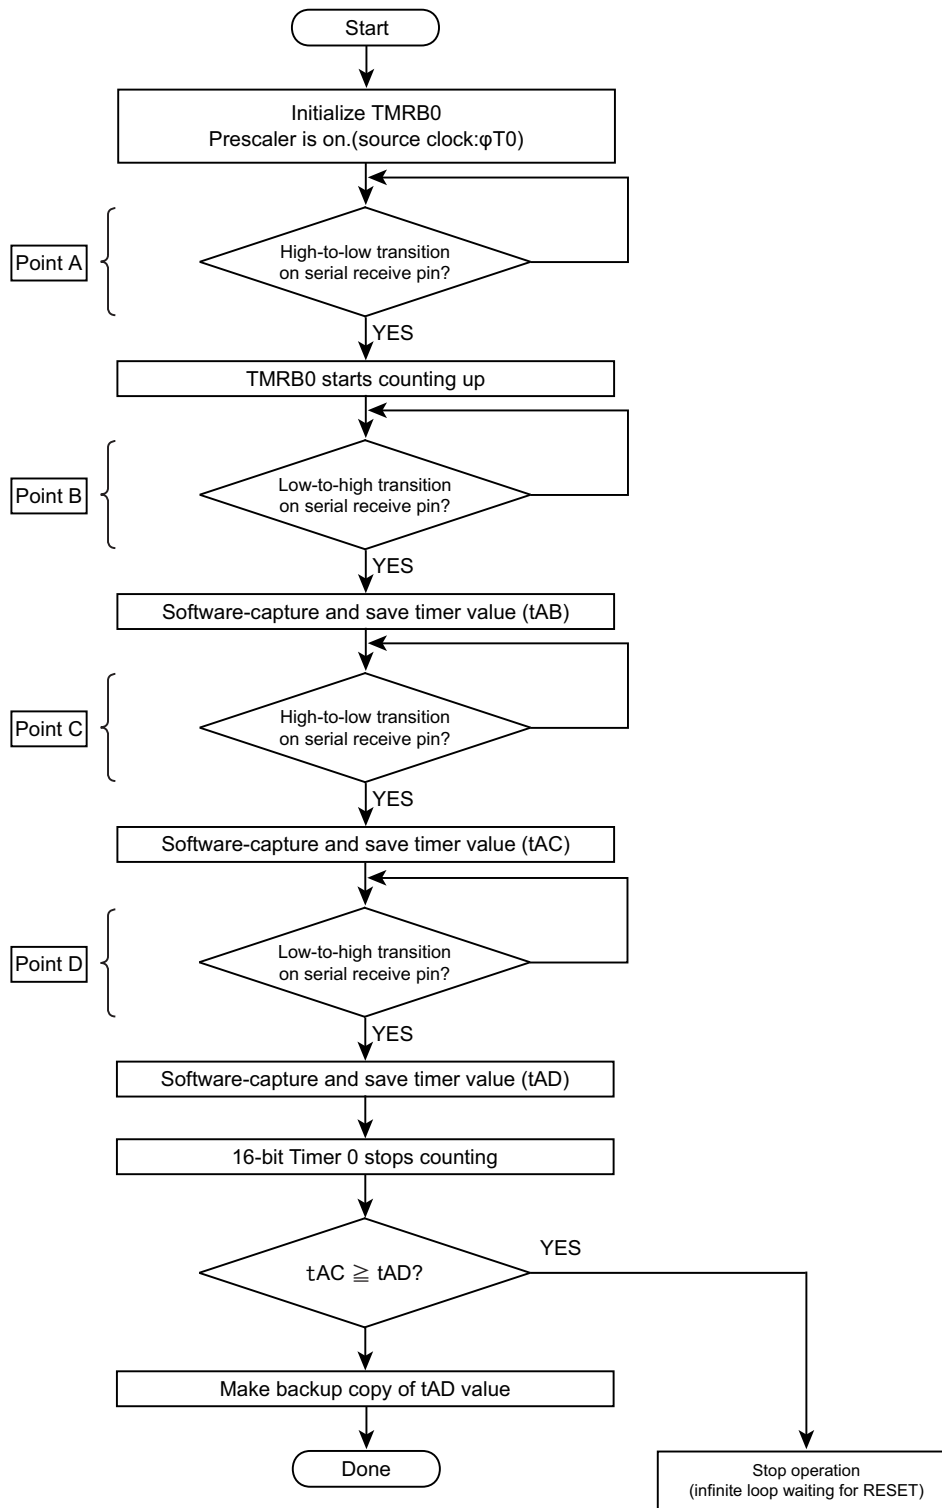 Start
Initialize TMRB0
Prescaler is on.(source clock:φT0)
Point A
High-to-low transition
on serial receive pin?
YES
TMRB0 starts counting up
Point B
Low-to-high transition
on serial receive pin?
YES
Software-capture and save timer value (tAB)
Point C
High-to-low transition
on serial receive pin?
YES
Software-capture and save timer value (tAC)
Point D
Low-to-high transition
on serial receive pin?
YES
Software-capture and save timer value (tAD)
16-bit Timer 0 stops counting
tAC ≧ tAD?
YES
Make backup copy of tAD value
Done
Stop operation
(infinite loop waiting for RESET)